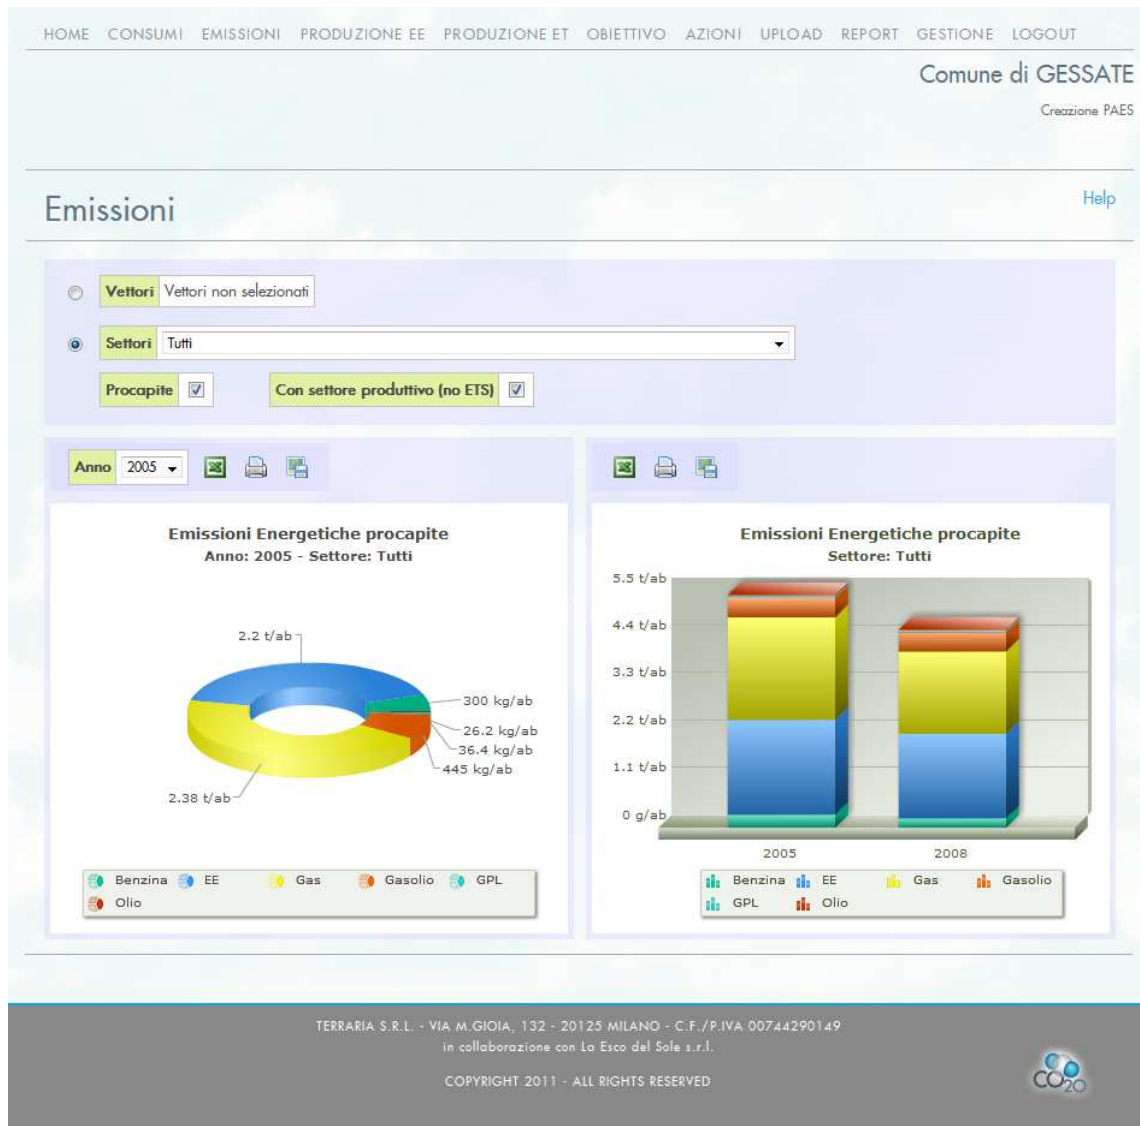 HOME CONSUMI EMISSIONI PRODUZIONE EE PRODUZIONE ET OBIETTIVO AZIONI UPLOAD REPORT GESTIONE LOGOUT
Comune di GESSATE
Creazione PAES
Emissioni
Help
Vettori Vettori non selezionati
Settori Tutti
Procapite Con settore produttivo (no ETS)
Anno 2005
Emissioni Energetiche procapite
Anno: 2005 - Settore: Tutti
2.2 t/ab
300 kg/ab
26.2 kg/ab
36.4 kg/ab
445 kg/ab
2.38 t/ab
Benzina EE Gas Gasolio GPL
Olio
Emissioni Energetiche procapite
Settore: Tutti
5.5 t/ab
4.4 t/ab
3.3 t/ab
2.2 t/ab
1.1 t/ab
0 g/ab
2005 2008
Benzina EE Gas Gasolio
GPL Olio
TERRARIA S.R.L. - VIA M.GIOIA, 132 - 20125 MILANO - C.F./P.IVA 00744290149
in collaborazione con La Esco del Sole s.r.l.
COPYRIGHT 2011 - ALL RIGHTS RESERVED
CO20